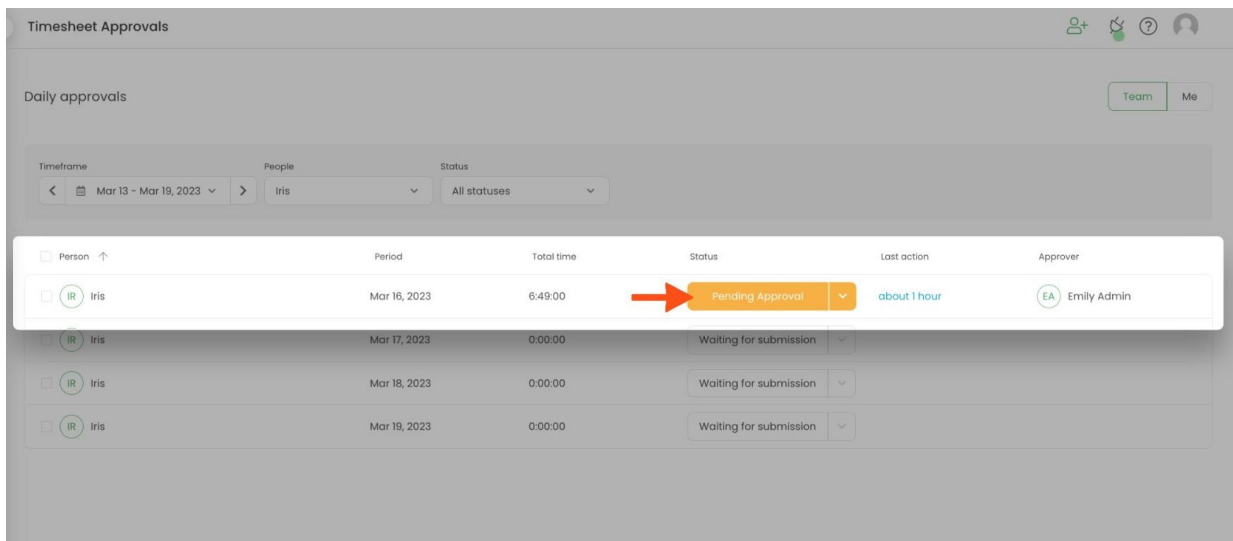 Timesheet Approvals
Daily approvals
Team Me
Timeframe People Status
Mar 13 - Mar 19, 2023 Iris All statuses
Person ↑ Period Total time Status Last action Approver
IR Iris Mar 16, 2023 6:49:00 Pending Approval about 1 hour EA Emily Admin
IR Iris Mar 17, 2023 0:00:00 Waiting for submission
IR Iris Mar 18, 2023 0:00:00 Waiting for submission
IR Iris Mar 19, 2023 0:00:00 Waiting for submission